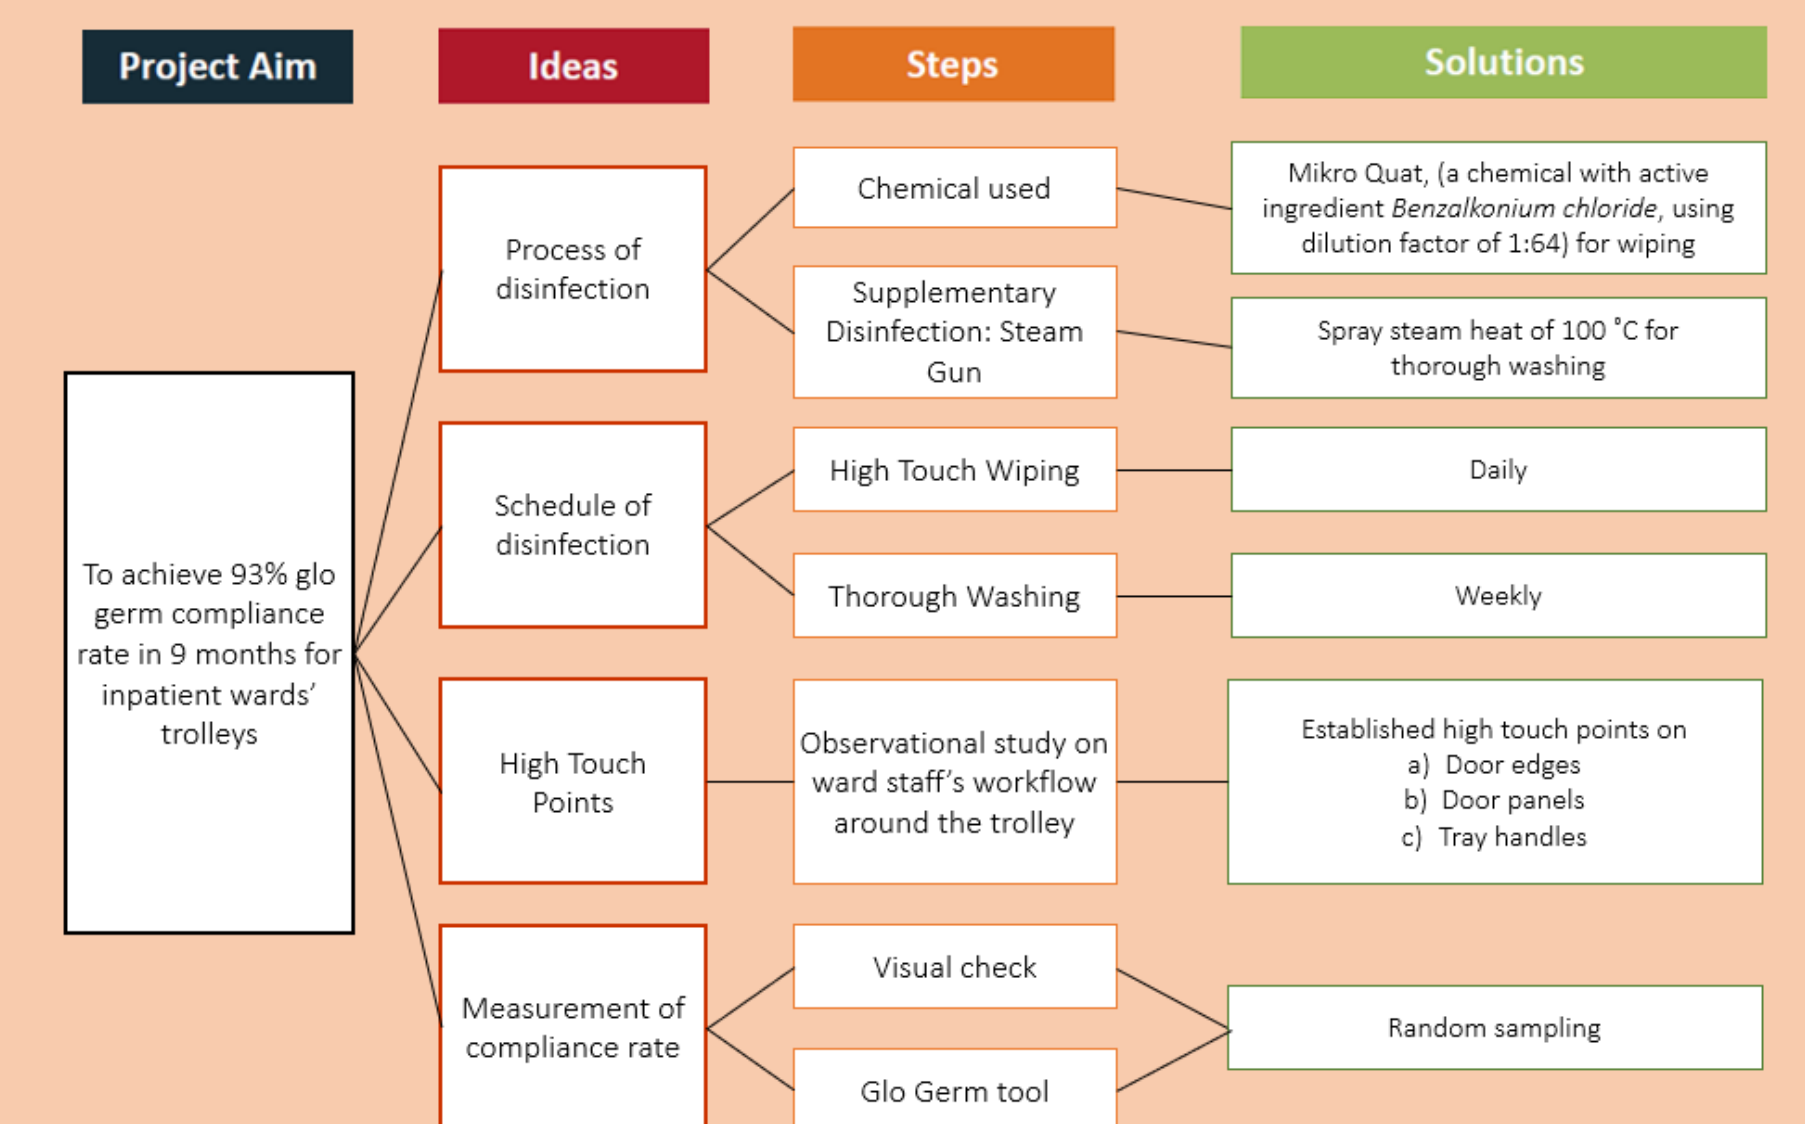 Project Aim
Ideas
Steps
Solutions
To achieve 93% glo
germ compliance
rate in 9 months for
inpatient wards’
trolleys
Process of
disinfection
Chemical used
Mikro Quat, (a chemical with active
ingredient Benzalkonium chloride, using
dilution factor of 1:64) for wiping
Supplementary
Disinfection: Steam
Gun
Spray steam heat of 100 ˚C for
thorough washing
Schedule of
disinfection
High Touch Wiping
Daily
Thorough Washing
Weekly
High Touch
Points
Observational study on
ward staff’s workflow
around the trolley
Established high touch points on
a) Door edges
b) Door panels
c) Tray handles
Measurement of
compliance rate
Visual check
Glo Germ tool
Random sampling